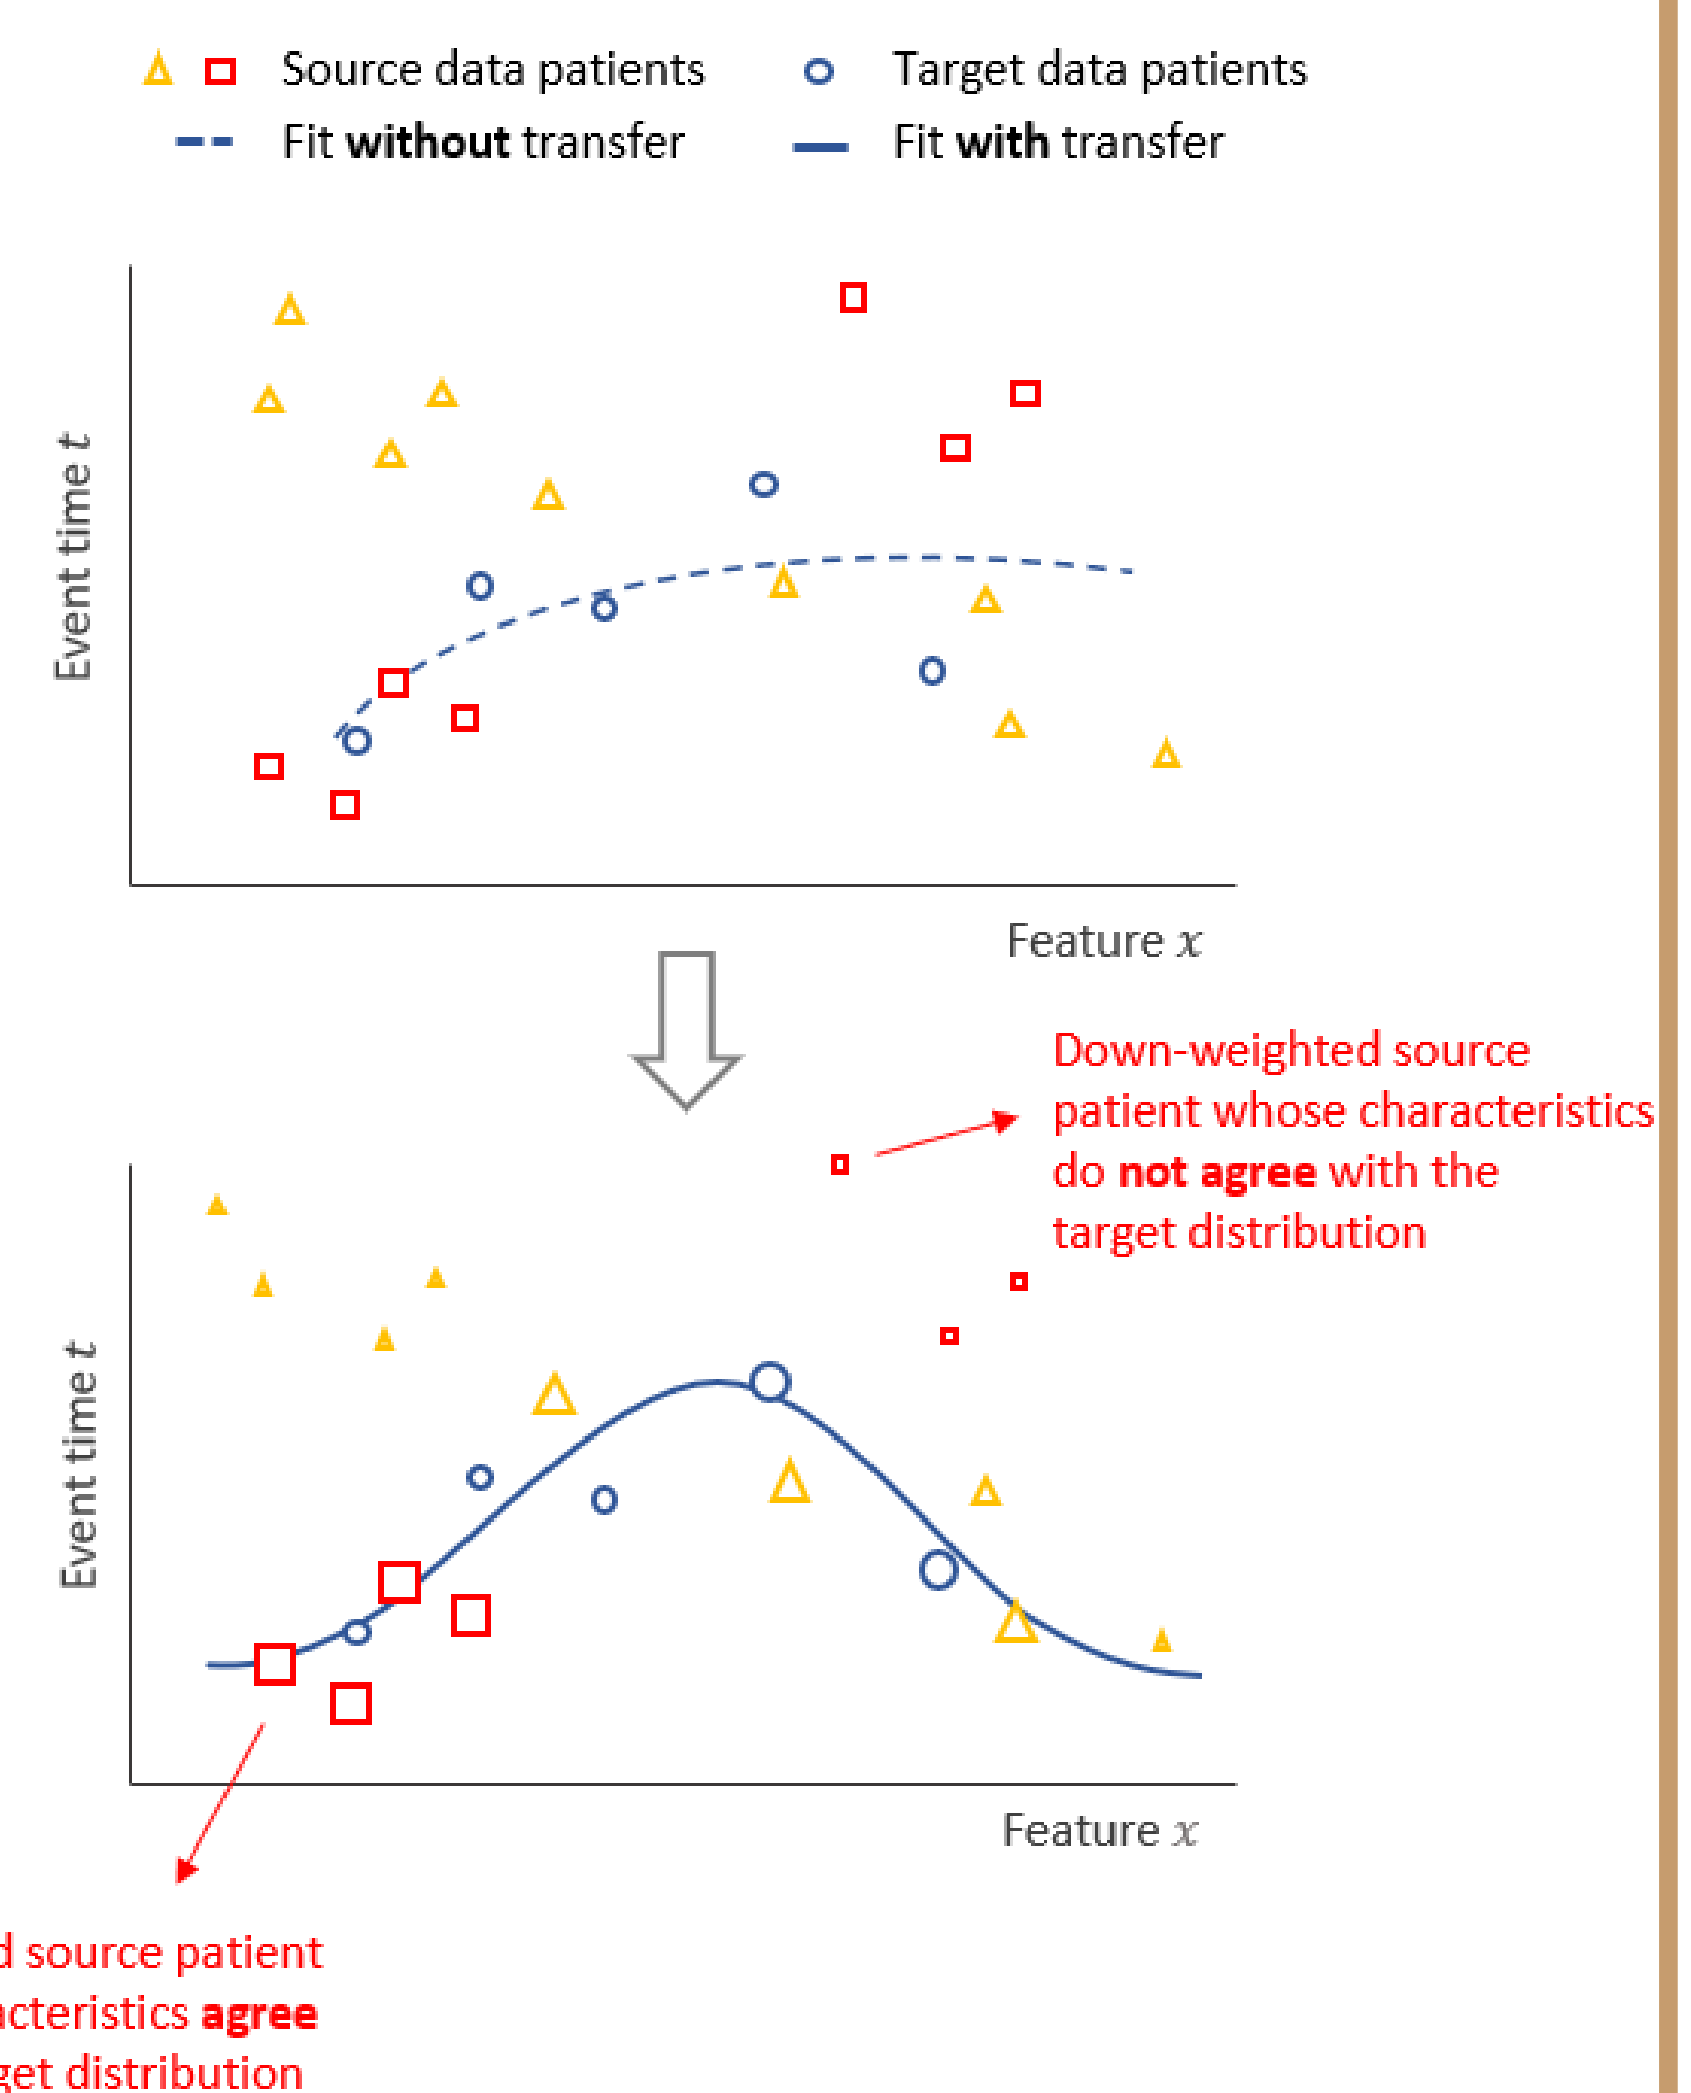 Source data patients
Target data patients
Fit without transfer
Fit with transfer
Event time t
Feature x
Down-weighted source
patient whose characteristics
do not agree with the
target distribution
Event time t
Feature x
source patient
agree
distribution